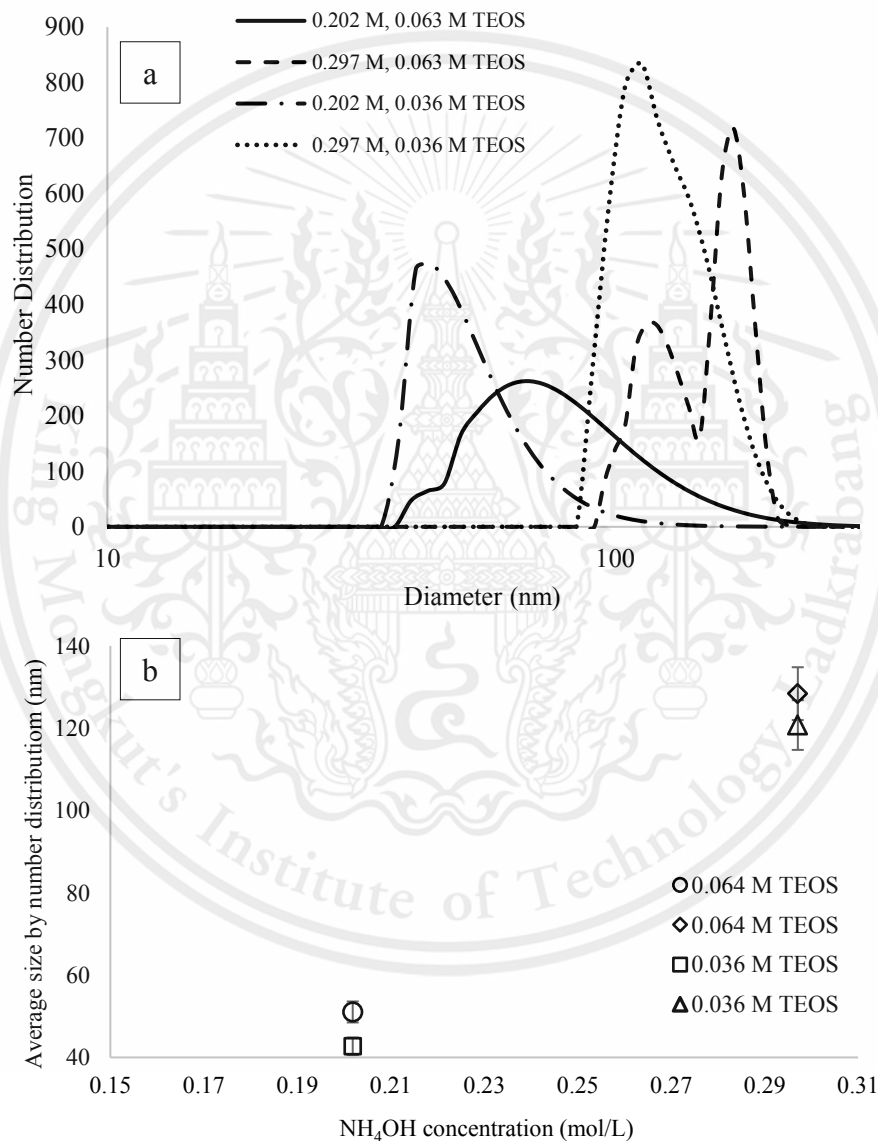 a
0.202 M, 0.063 M TEOS
0.297 M, 0.063 M TEOS
0.202 M, 0.036 M TEOS
0.297 M, 0.036 M TEOS
900
800
700
600
500
400
300
200
100
0
Number Distribution
10
100
Diameter (nm)
b
140
120
100
80
60
40
Average size by number distributiom (nm)
0.064 M TEOS
0.064 M TEOS
0.036 M TEOS
0.036 M TEOS
0.15
0.17
0.19
0.21
0.23
0.25
0.27
0.29
0.31
NH₄OH concentration (mol/L)
King Mongkut's Institute of Technology Ladkrabang